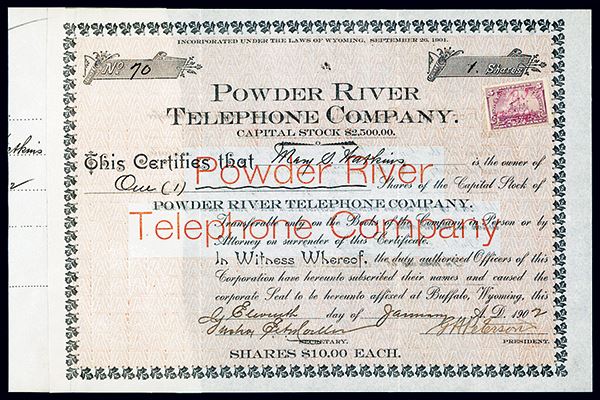 INCORPORATED UNDER THE LAWS OF WYOMING, SEPTEMBER 26, 1901.
No. 70
1. Shares
POWDER RIVER
TELEPHONE COMPANY.
CAPITAL STOCK $2,500.00.
This Certifies that Mary S. Watkins is the owner of
One (1) Shares of the Capital Stock of
Powder River
POWDER RIVER TELEPHONE COMPANY.
Telephone Company
Transferable only on the Books of the Company in Person or by
Attorney on surrender of this Certificate.
In Witness Whereof, the duly authorized Officers of this
Corporation have hereunto subscribed their names and caused the
corporate Seal to be hereunto affixed at Buffalo, Wyoming, this
Eleventh day of January A. D. 1902
SECRETARY.
PRESIDENT.
SHARES $10.00 EACH.